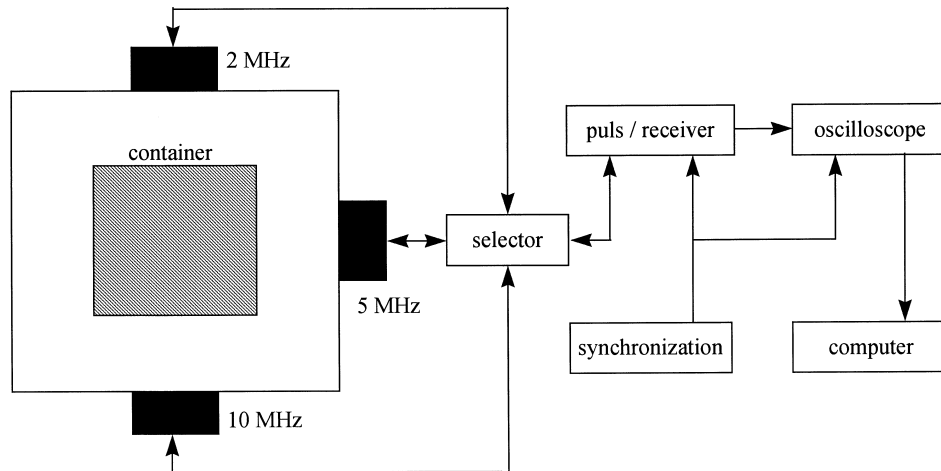 2 MHz
puls / receiver
oscilloscope
container
selector
5 MHz
synchronization
computer
10 MHz